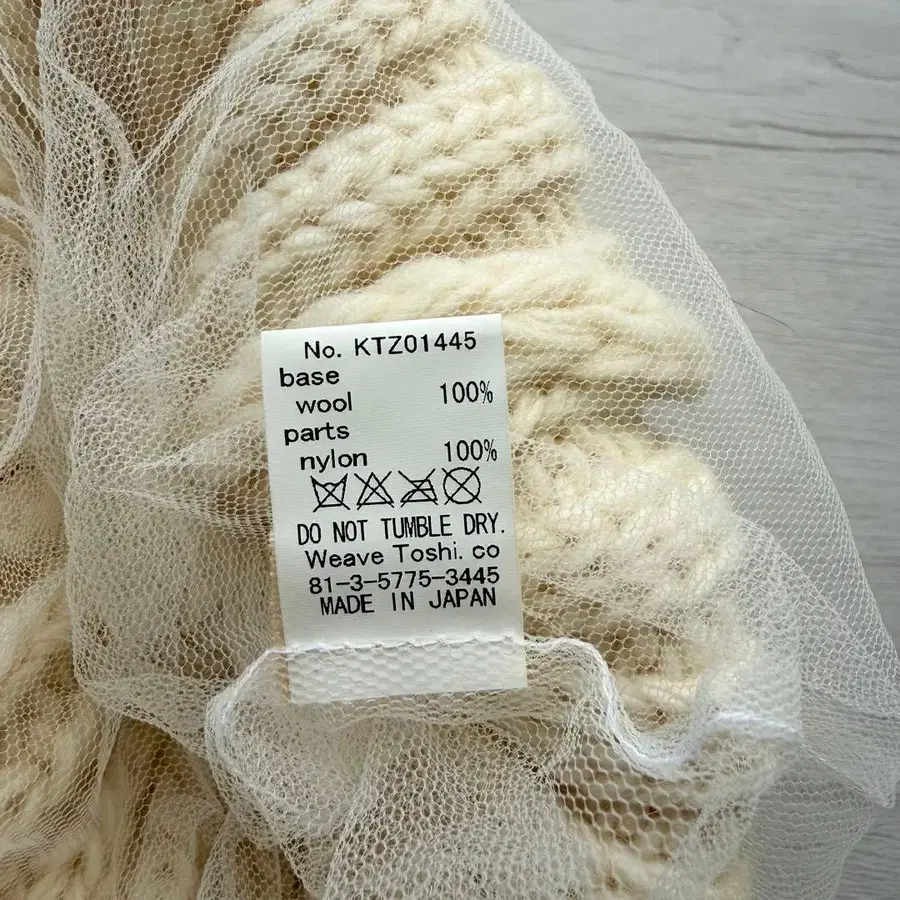 No. KTZ01445
base
wool 100%
parts
nylon 100%
DO NOT TUMBLE DRY.
Weave Toshi. co
81-3-5775-3445
MADE IN JAPAN